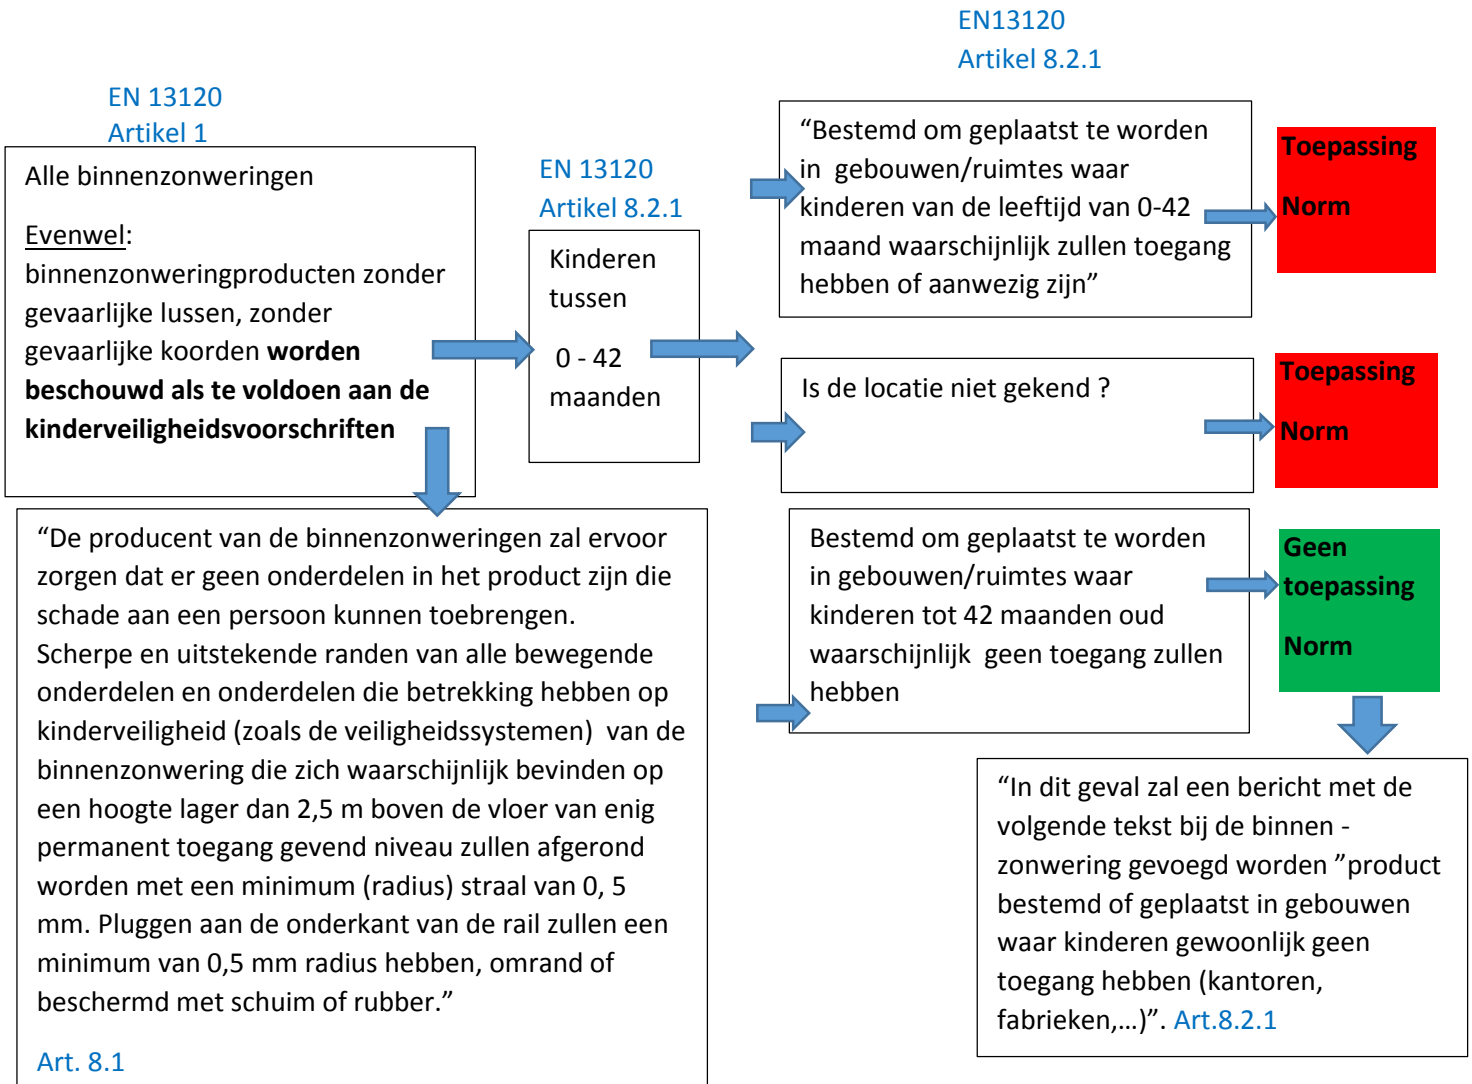 EN 13120
Artikel 1
Alle binnenzonweringen
Evenwel:
binnenzonweringproducten zonder
gevaarlijke lussen, zonder
gevaarlijke koorden worden
beschouwd als te voldoen aan de
kinderveiligheidsvoorschriften
“De producent van de binnenzonweringen zal ervoor
zorgen dat er geen onderdelen in het product zijn die
schade aan een persoon kunnen toebrengen.
Scherpe en uitstekende randen van alle bewegende
onderdelen en onderdelen die betrekking hebben op
kinderveiligheid (zoals de veiligheidssystemen) van de
binnenzonwering die zich waarschijnlijk bevinden op
een hoogte lager dan 2,5 m boven de vloer van enig
permanent toegang gevend niveau zullen afgerond
worden met een minimum (radius) straal van 0, 5
mm. Pluggen aan de onderkant van de rail zullen een
minimum van 0,5 mm radius hebben, omrand of
beschermd met schuim of rubber.”
Art. 8.1
EN 13120
Artikel 8.2.1
Kinderen
tussen
0 - 42
maanden
EN13120
Artikel 8.2.1
“Bestemd om geplaatst te worden
in gebouwen/ruimtes waar
kinderen van de leeftijd van 0-42
maand waarschijnlijk zullen toegang
hebben of aanwezig zijn”
Toepassing
Norm
Is de locatie niet gekend ?
Toepassing
Norm
Bestemd om geplaatst te worden
in gebouwen/ruimtes waar
kinderen tot 42 maanden oud
waarschijnlijk geen toegang zullen
hebben
Geen
toepassing
Norm
“In dit geval zal een bericht met de
volgende tekst bij de binnen -
zonwering gevoegd worden ”product
bestemd of geplaatst in gebouwen
waar kinderen gewoonlijk geen
toegang hebben (kantoren,
fabrieken,…)”. Art.8.2.1